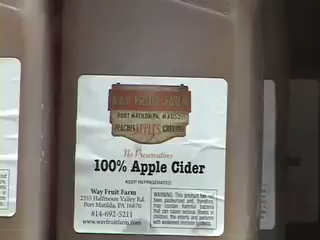 WAY FRUIT FARM
PORT MATILDA, PA.
PEACHES APPLES CHERRIES
No Preservatives
100% Apple Cider
KEEP REFRIGERATED
Way Fruit Farm
2355 Halfmoon Valley Rd.
Port Matilda, PA 16870
814-692-5211
www.wayfruitfarm.com
WARNING: This product has not
been pasteurized and, therefore,
may contain harmful bacteria
that can cause serious illness in
children, the elderly and persons
with weakened immune systems.